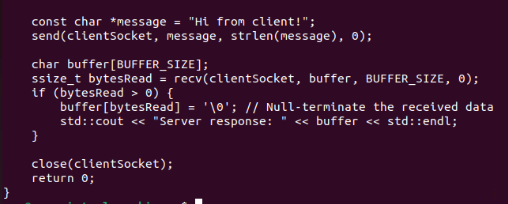 const char *message = "Hi from client!";
send(clientSocket, message, strlen(message), 0);
char buffer[BUFFER_SIZE];
ssize_t bytesRead = recv(clientSocket, buffer, BUFFER_SIZE, 0);
if (bytesRead > 0) {
buffer[bytesRead] = '\0'; // Null-terminate the received data
std::cout << "Server response: " << buffer << std::endl;
}
close(clientSocket);
return 0;
}